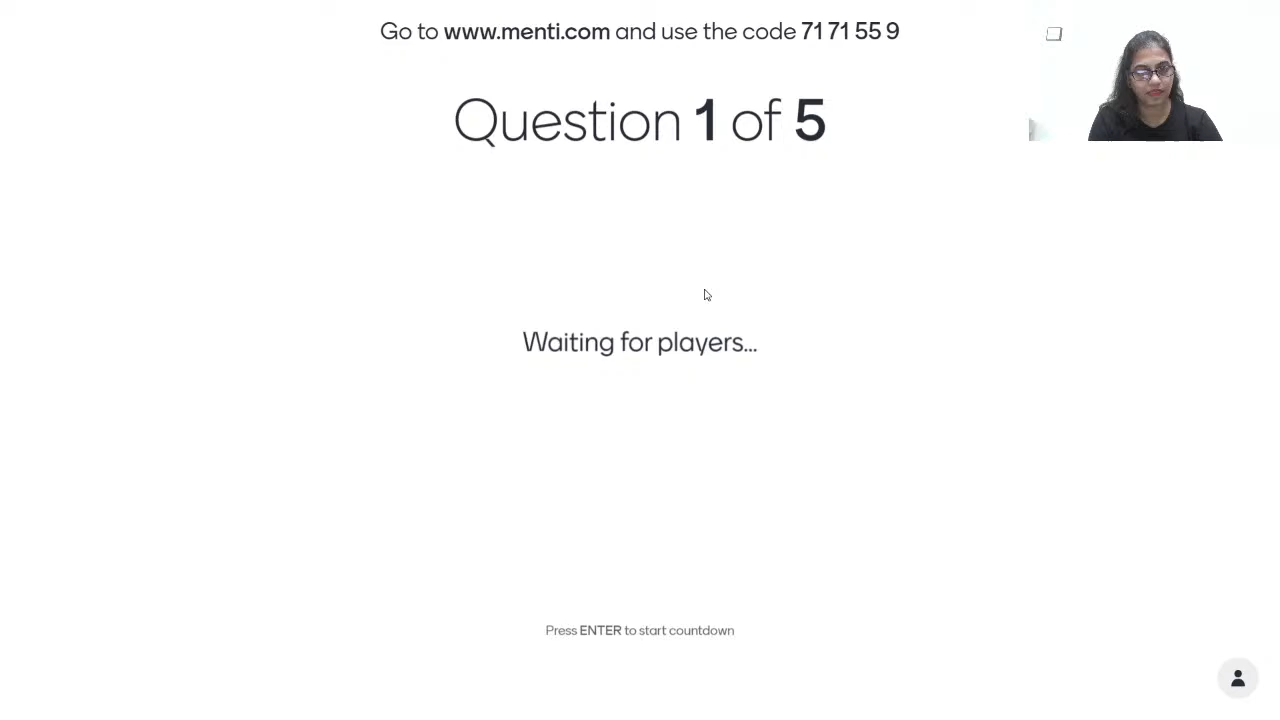 Go to www.menti.com and use the code 71 71 55 9
Question 1 of 5
Waiting for players...
Press ENTER to start countdown